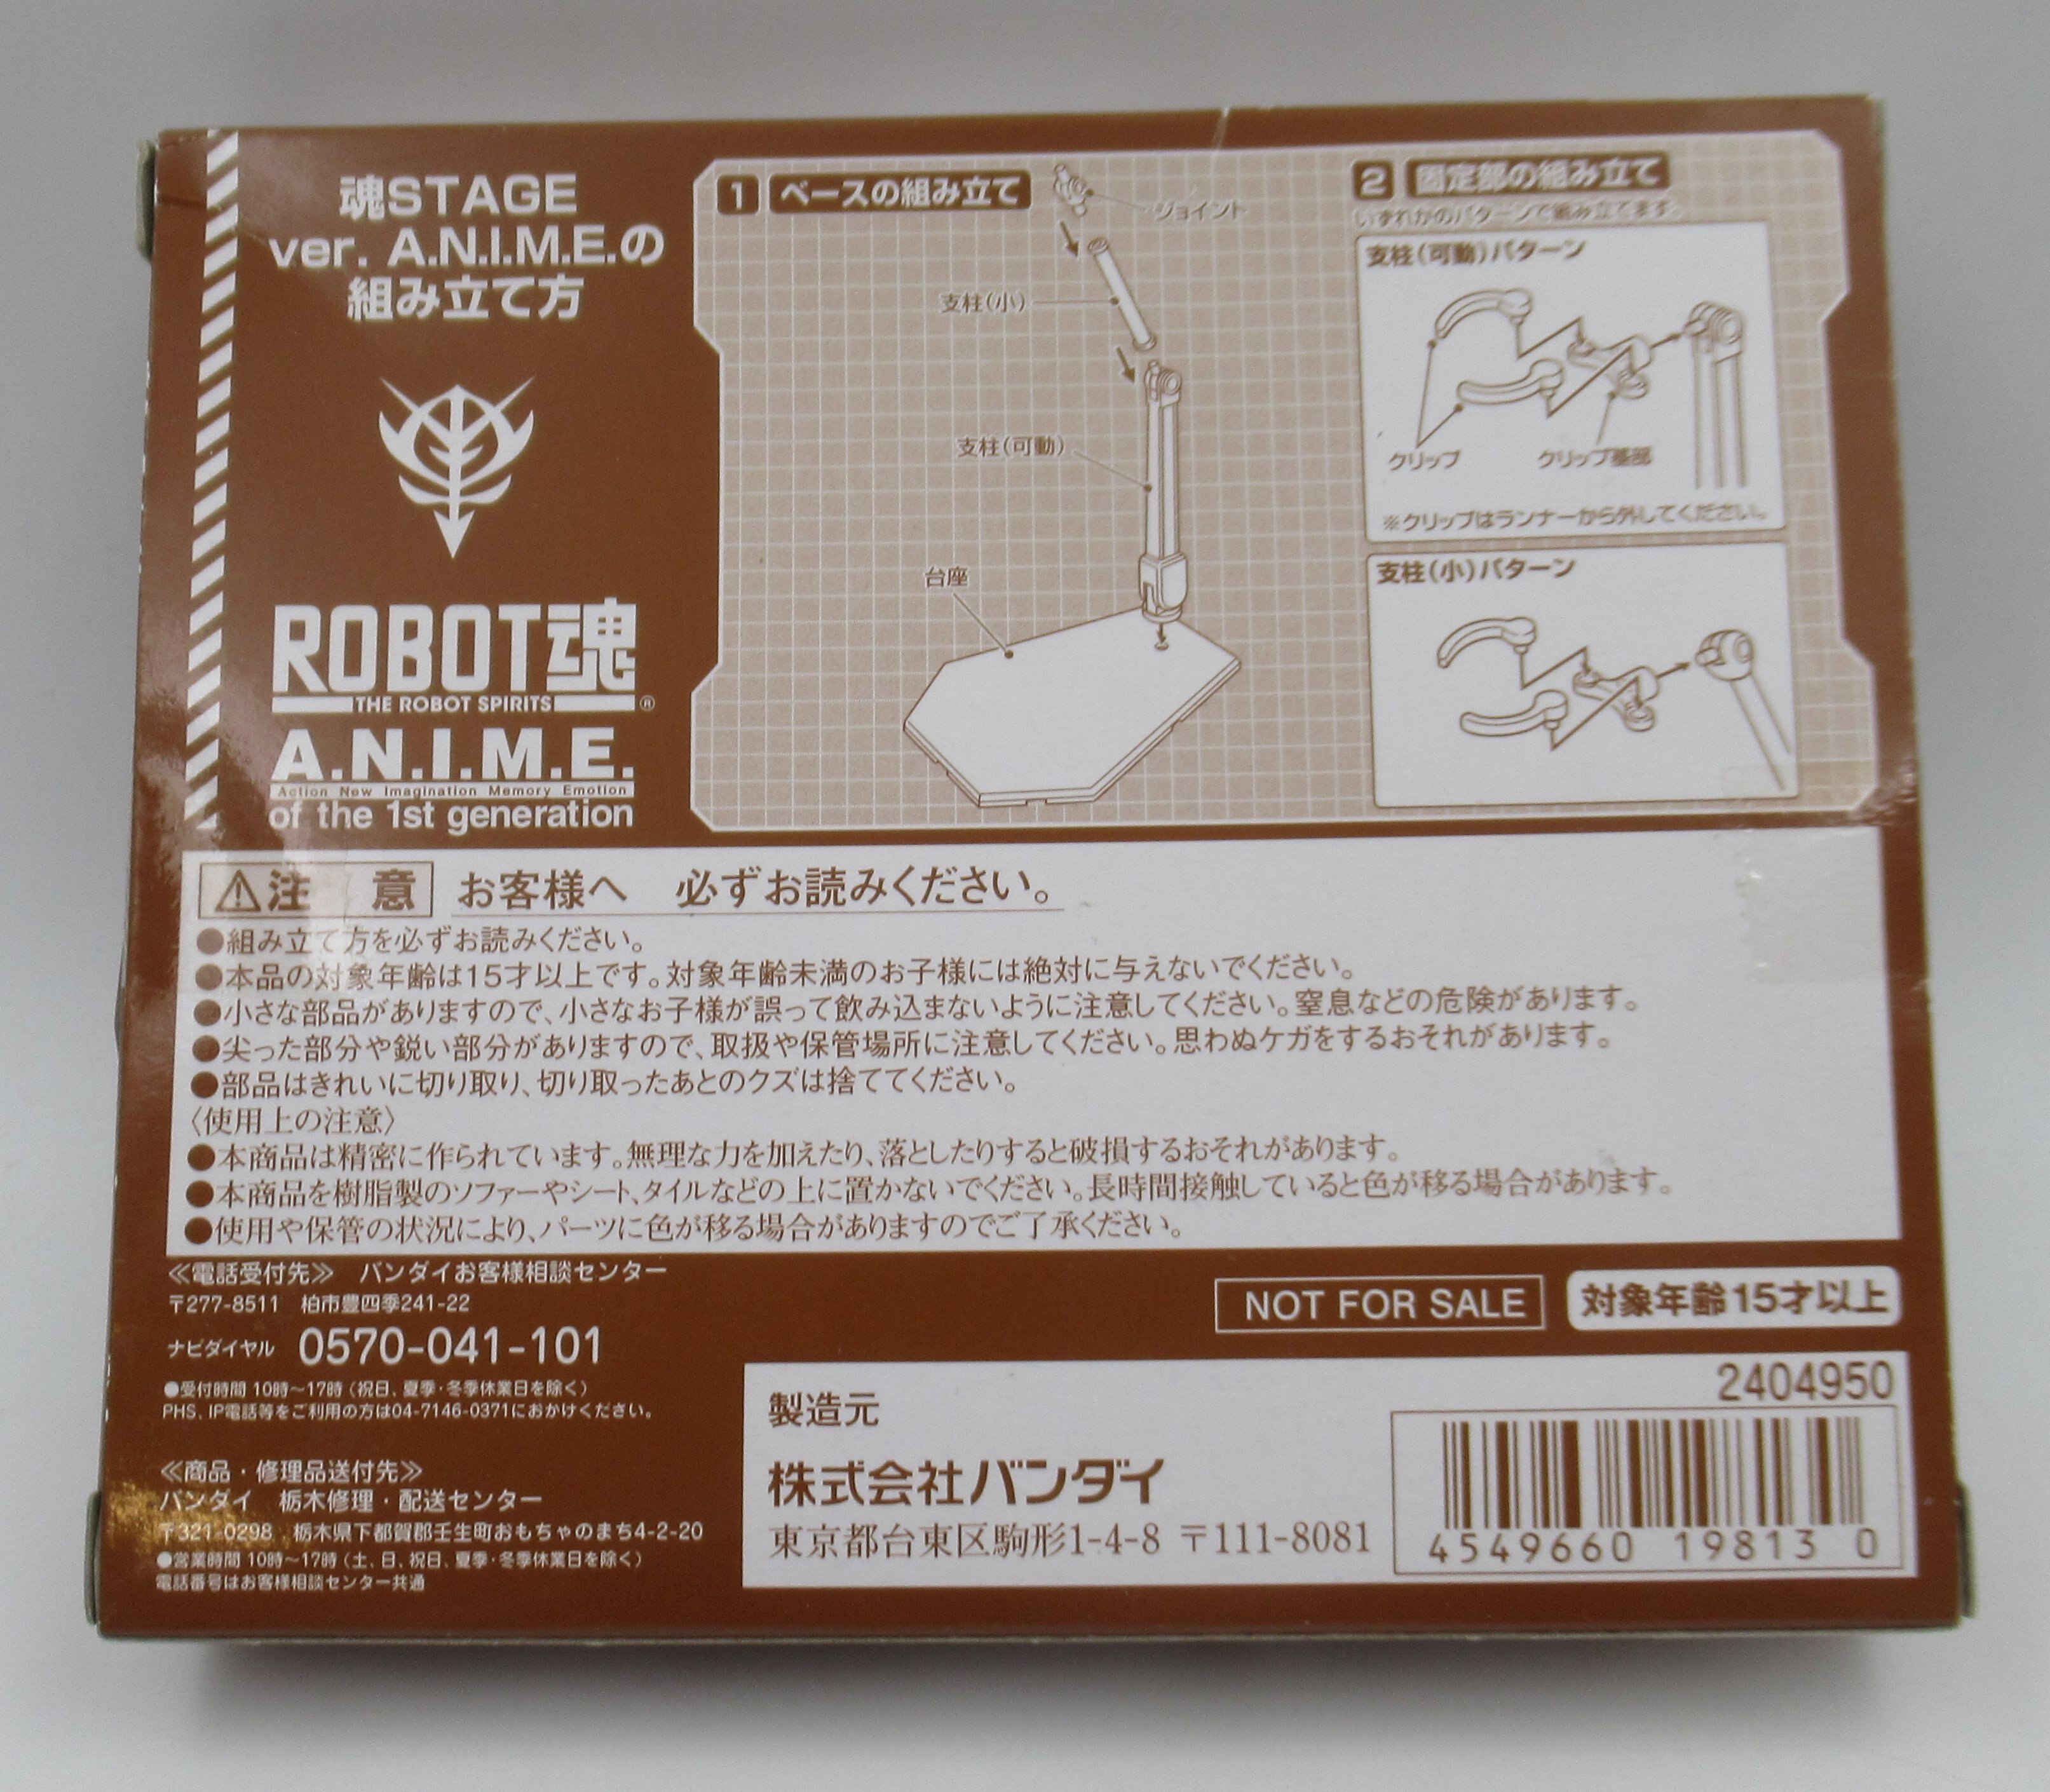 魂STAGE
ver. A.N.I.M.E.の
組み立て方
ROBOT魂
THE ROBOT SPIRITS ®
A.N.I.M.E.
Action New Imagination Memory Emotion
of the 1st generation
1 ベースの組み立て
ジョイント
支柱(小)
支柱(可動)
台座
2 固定部の組み立て
いずれかのパターンで組み立てます。
支柱(可動)パターン
クリップ
クリップ基部
※クリップはランナーから外してください。
支柱(小)パターン
⚠注 意 お客様へ 必ずお読みください。
●組み立て方を必ずお読みください。
●本品の対象年齢は15才以上です。対象年齢未満のお子様には絶対に与えないでください。
●小さな部品がありますので、小さなお子様が誤って飲み込まないように注意してください。窒息などの危険があります。
●尖った部分や鋭い部分がありますので、取扱や保管場所に注意してください。思わぬケガをするおそれがあります。
●部品はきれいに切り取り、切り取ったあとのクズは捨ててください。
〈使用上の注意〉
●本商品は精密に作られています。無理な力を加えたり、落としたりすると破損するおそれがあります。
●本商品を樹脂製のソファーやシート、タイルなどの上に置かないでください。長時間接触していると色が移る場合があります。
●使用や保管の状況により、パーツに色が移る場合がありますのでご了承ください。
≪電話受付先≫ バンダイお客様相談センター
〒277-8511 柏市豊四季241-22
ナビダイヤル 0570-041-101
●受付時間 10時~17時(祝日、夏季・冬季休業日を除く)
PHS、IP電話等をご利用の方は04-7146-0371におかけください。
≪商品・修理品送付先≫
バンダイ 栃木修理・配送センター
〒321-0298 栃木県下都賀郡壬生町おもちゃのまち4-2-20
●営業時間 10時~17時(土、日、祝日、夏季・冬季休業日を除く)
電話番号はお客様相談センター共通
NOT FOR SALE
対象年齢15才以上
製造元
株式会社バンダイ
東京都台東区駒形1-4-8 〒111-8081
2404950
4549660 19813 0